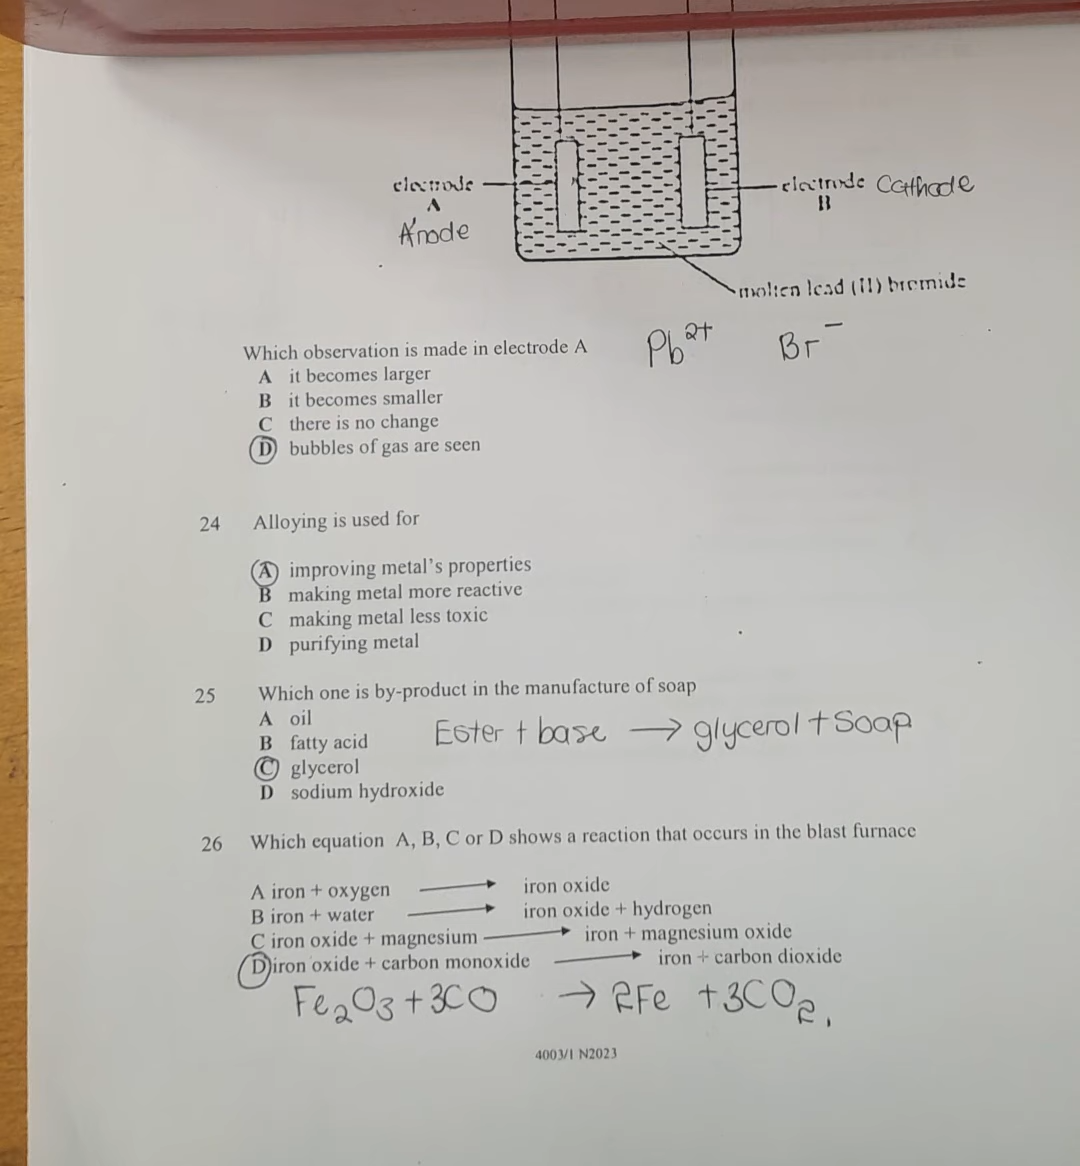 electrode
A
Anode
electrode Cathode
B
molten lead (II) bromide
Which observation is made in electrode A
Pb2+ Br−
A it becomes larger
B it becomes smaller
C there is no change
D bubbles of gas are seen
24 Alloying is used for
A improving metal's properties
B making metal more reactive
C making metal less toxic
D purifying metal
25 Which one is by-product in the manufacture of soap
A oil
B fatty acid
Ester + base → glycerol + Soap
C glycerol
D sodium hydroxide
26 Which equation A, B, C or D shows a reaction that occurs in the blast furnace
A iron + oxygen → iron oxide
B iron + water → iron oxide + hydrogen
C iron oxide + magnesium → iron + magnesium oxide
D iron oxide + carbon monoxide → iron + carbon dioxide
Fe2O3 + 3CO → 2Fe + 3CO2.
4003/1 N2023